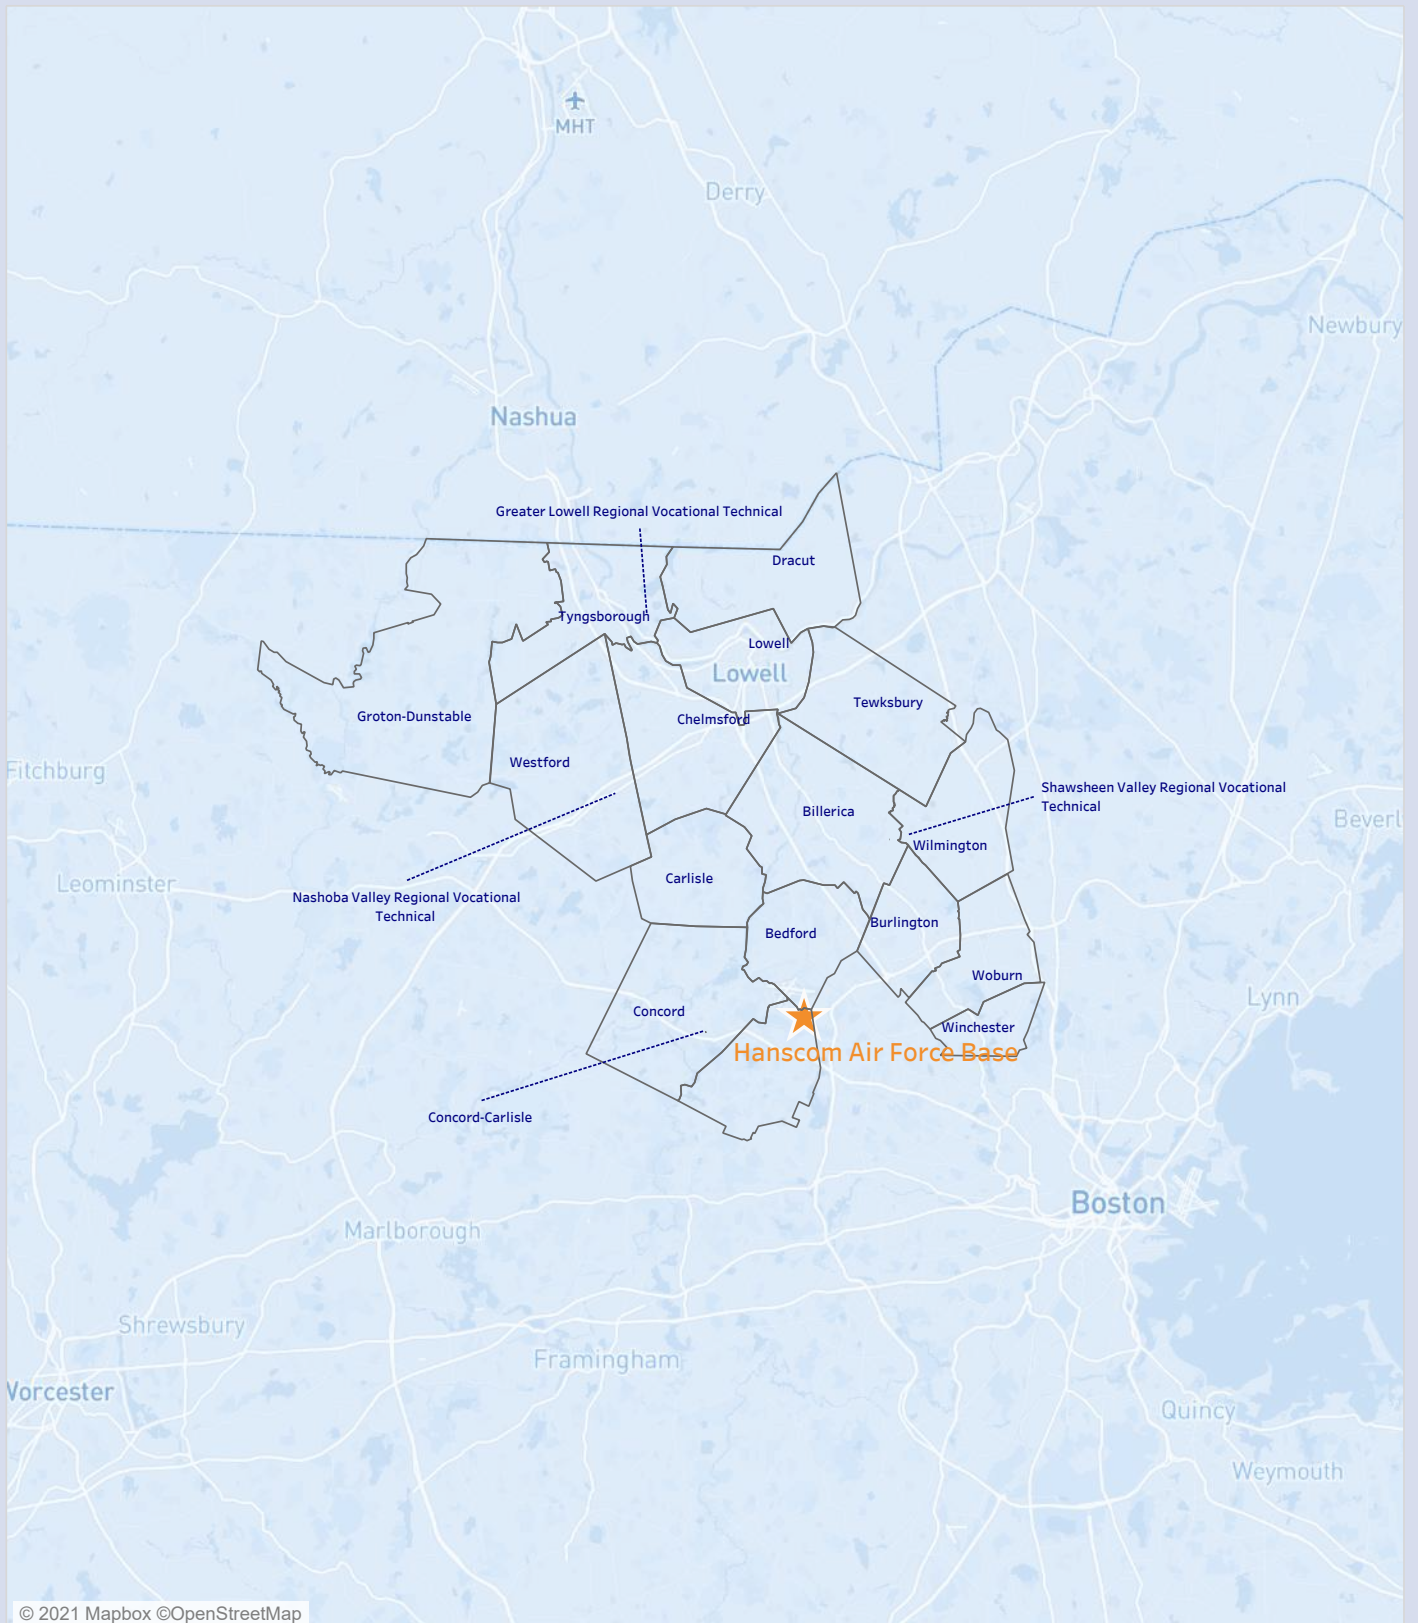 MHT
Derry
Newbury
Nashua
Greater Lowell Regional Vocational Technical
Dracut
Tyngsborough
Lowell
Lowell
Tewksbury
Groton-Dunstable
Chelmsford
Westford
Fitchburg
Shawsheen Valley Regional Vocational
Technical
Billerica
Beverl
Wilmington
Leominster
Carlisle
Nashoba Valley Regional Vocational
Technical
Burlington
Bedford
Woburn
Lynn
Concord
Winchester
Hanscom Air Force Base
Concord-Carlisle
Boston
Marlborough
Shrewsbury
Framingham
Worcester
Quincy
Weymouth
© 2021 Mapbox ©OpenStreetMap